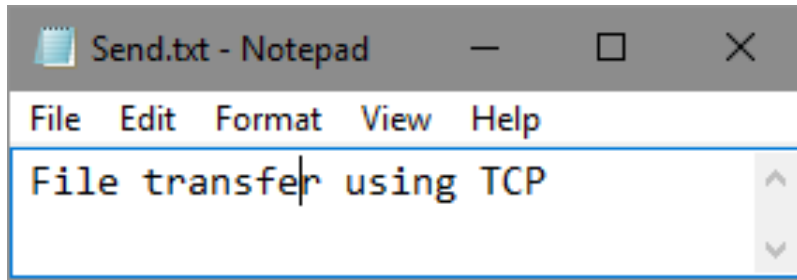 Send.txt - Notepad
File Edit Format View Help
File transfer using TCP